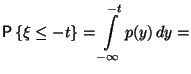 P {ξ ≤ −t} = ∫_{−∞}^{−t} p(y) dy =